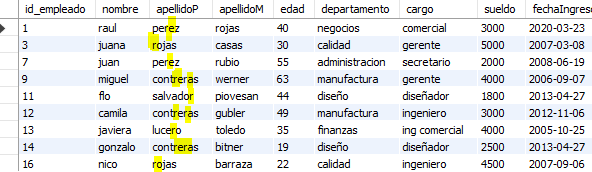 id_empleado nombre apellidoP apellidoM edad departamento cargo sueldo fechaIngreso
1 raul perez rojas 40 negocios comercial 3000 2020-03-23
3 juana rojas casas 30 calidad gerente 5000 2007-03-08
7 juan perez rubio 55 administracion secretario 2000 2008-06-19
9 miguel contreras werner 63 manufactura gerente 4000 2006-09-07
11 flo salvador piovesan 44 diseño diseñador 1800 2013-04-27
12 camila contreras gubler 49 manufactura ingeniero 3000 2012-11-06
13 javiera lucero toledo 35 finanzas ing comercial 4000 2005-10-25
14 gonzalo contreras bitner 19 diseño diseñador 2500 2013-04-27
16 nico rojas barraza 22 calidad ingeniero 4500 2007-09-06